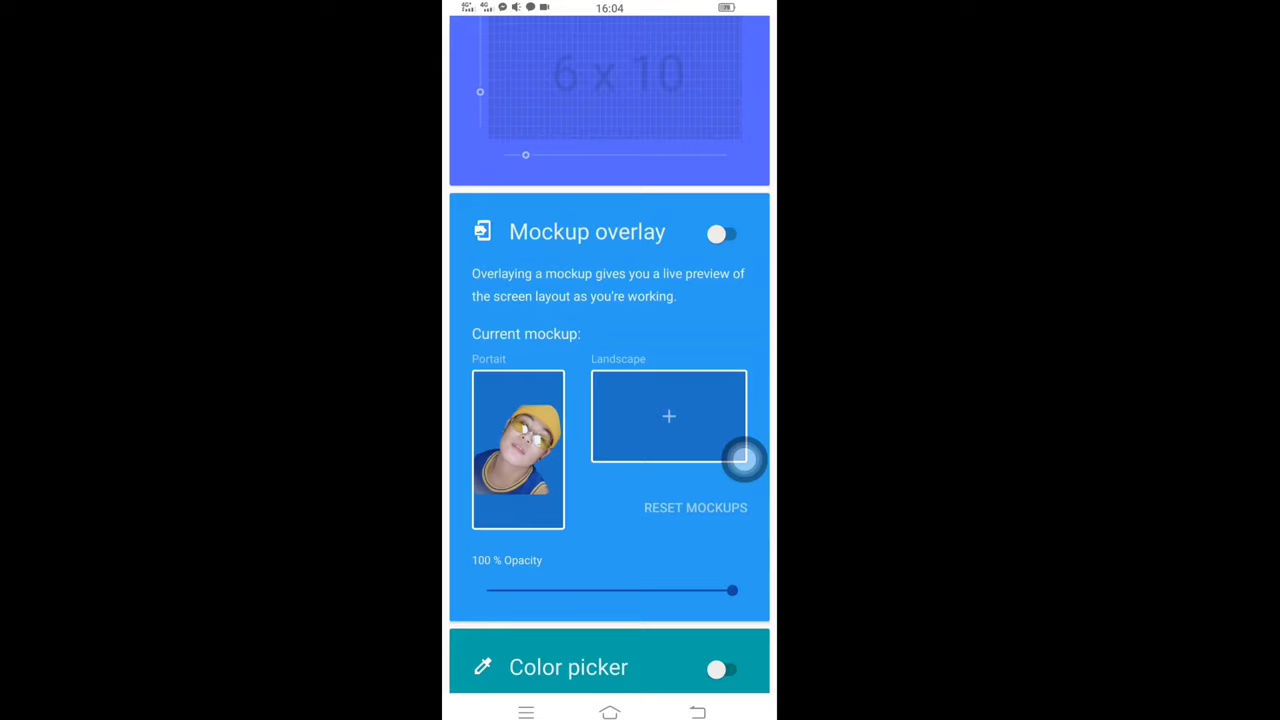 16:04
6 x 10
Mockup overlay
Overlaying a mockup gives you a live preview of
the screen layout as you're working.
Current mockup:
Portait
Landscape
+
RESET MOCKUPS
100 % Opacity
Color picker